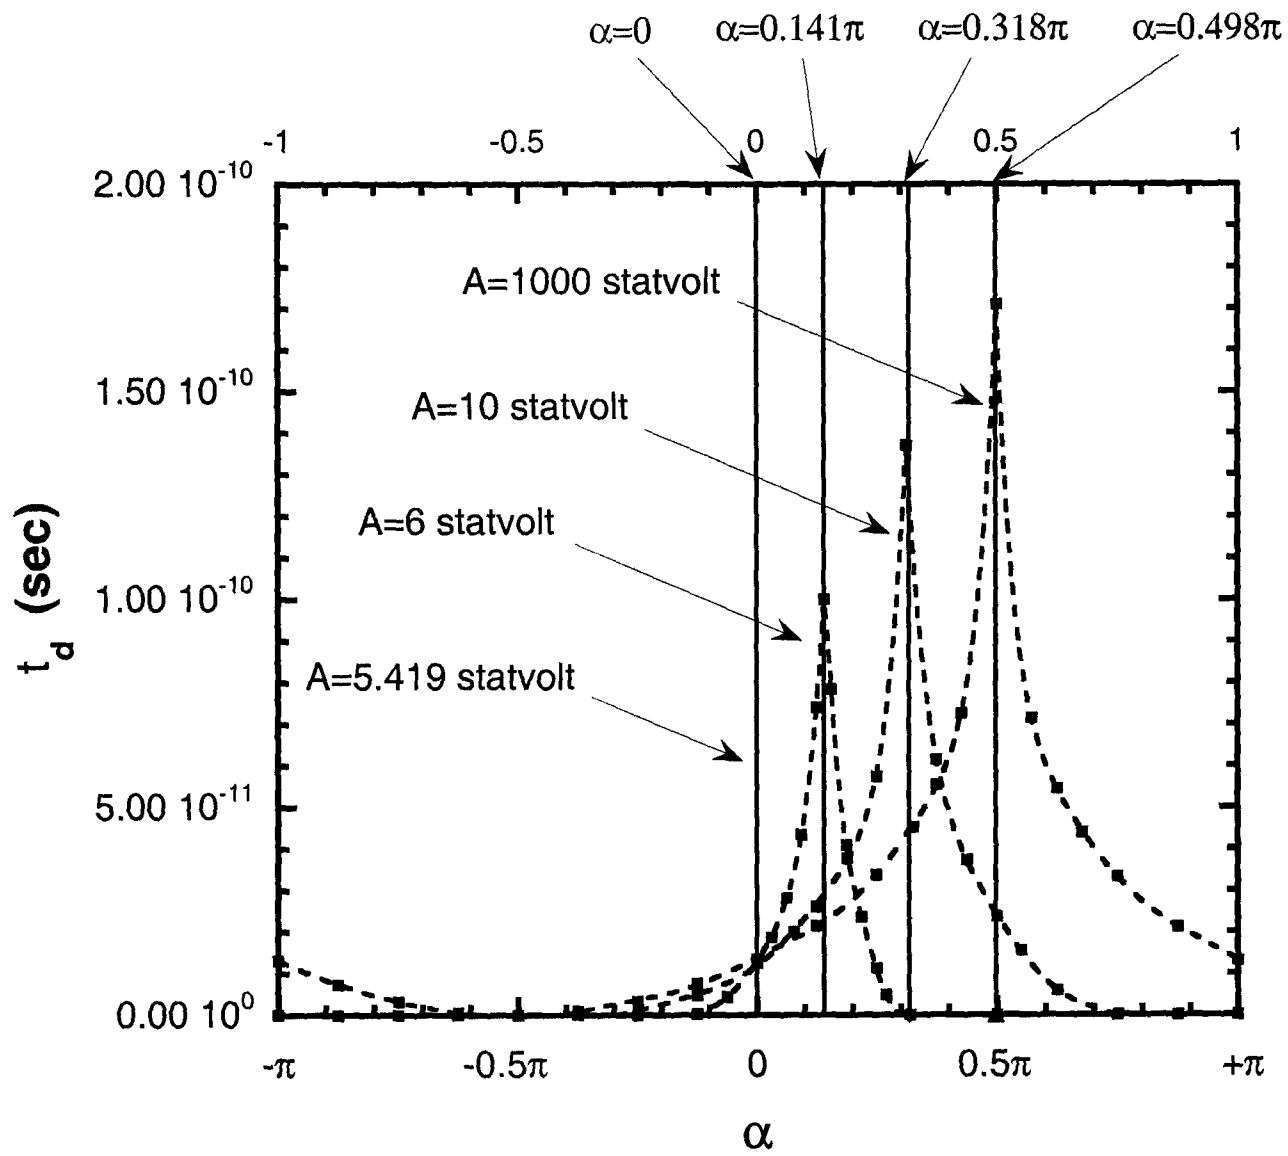 α=0 α=0.141π α=0.318π α=0.498π
-1 -0.5 0 0.5 1
2.00 10⁻¹⁰
A=1000 statvolt
1.50 10⁻¹⁰
A=10 statvolt
A=6 statvolt
1.00 10⁻¹⁰
t_d (sec)
A=5.419 statvolt
5.00 10⁻¹¹
0.00 10⁰
-π -0.5π 0 0.5π +π
α